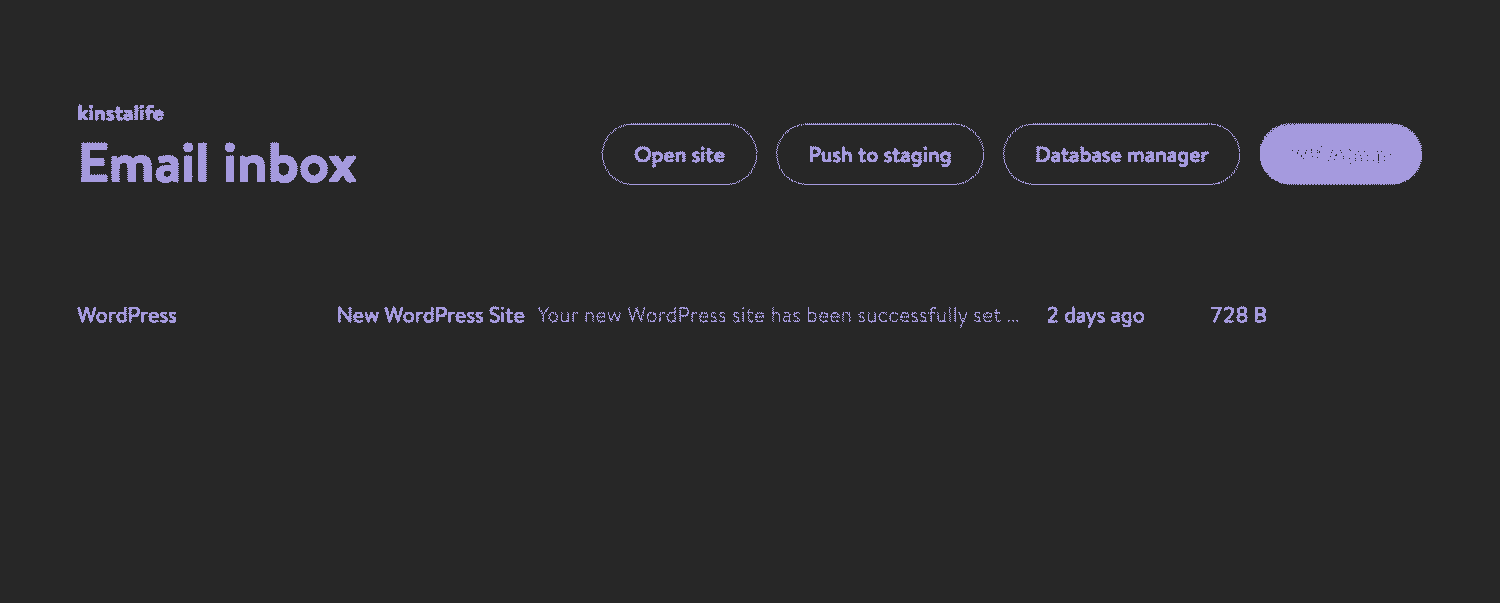 kinstalife
Email inbox
Open site
Push to staging
Database manager
WordPress New WordPress Site Your new WordPress site has been successfully set ... 2 days ago 728 B